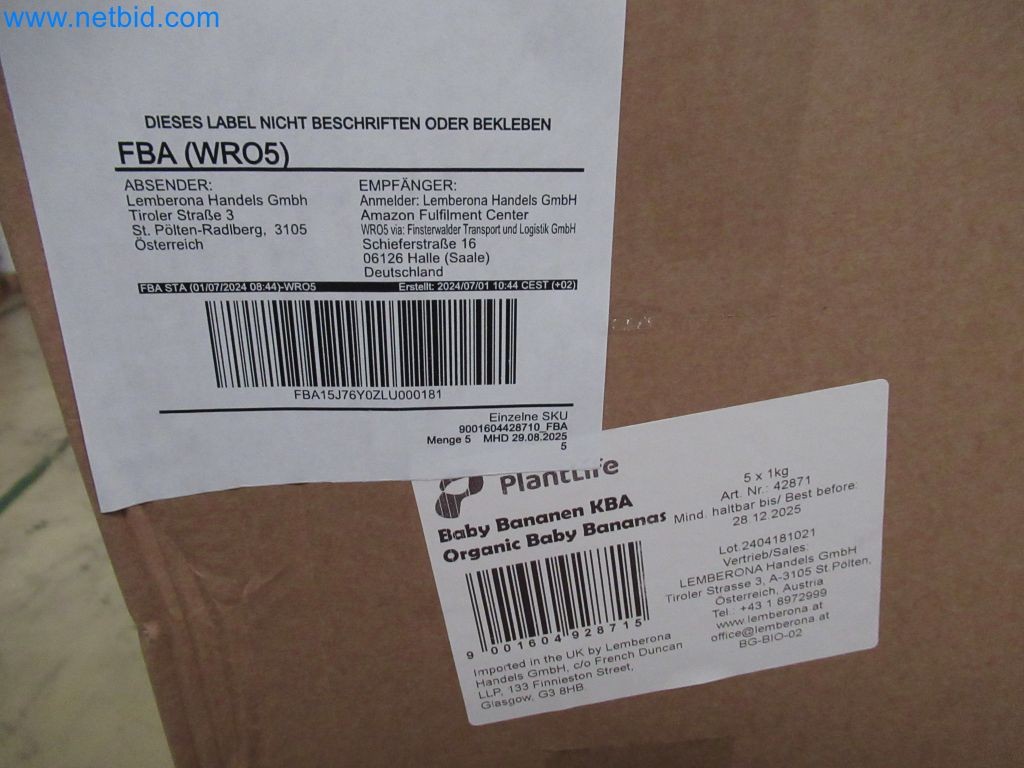 www.netbid.com
DIESES LABEL NICHT BESCHRIFTEN ODER BEKLEBEN
FBA (WRO5)
ABSENDER:
Lemberona Handels Gmbh
Tiroler Straße 3
St. Pölten-Radlberg, 3105
Österreich
EMPFÄNGER:
Anmelder: Lemberona Handels GmbH
Amazon Fulfilment Center
WRO5 via: Finsterwalder Transport und Logistik GmbH
Schieferstraße 16
06126 Halle (Saale)
Deutschland
FBA STA (01/07/2024 08:44)-WRO5 Erstellt: 2024/07/01 10:44 CEST (+02)
FBA15J76Y0ZLU000181
Einzelne SKU
9001604428710_FBA
Menge 5 MHD 29.08.2025
5
PlantLife
Baby Bananen KBA
Organic Baby Bananas
9 001604 928715
Imported in the UK by Lemberona
Handels GmbH, c/o French Duncan
LLP, 133 Finnieston Street,
Glasgow, G3 8HB
5 x 1kg
Art. Nr.: 42871
Mind. haltbar bis/ Best before:
28.12.2025
Lot.2404181021
Vertrieb/Sales:
LEMBERONA Handels GmbH
Tiroler Strasse 3, A-3105 St.Pölten,
Österreich, Austria
Tel.: +43 1 8972999
www.lemberona.at
office@lemberona.at
BG-BIO-02